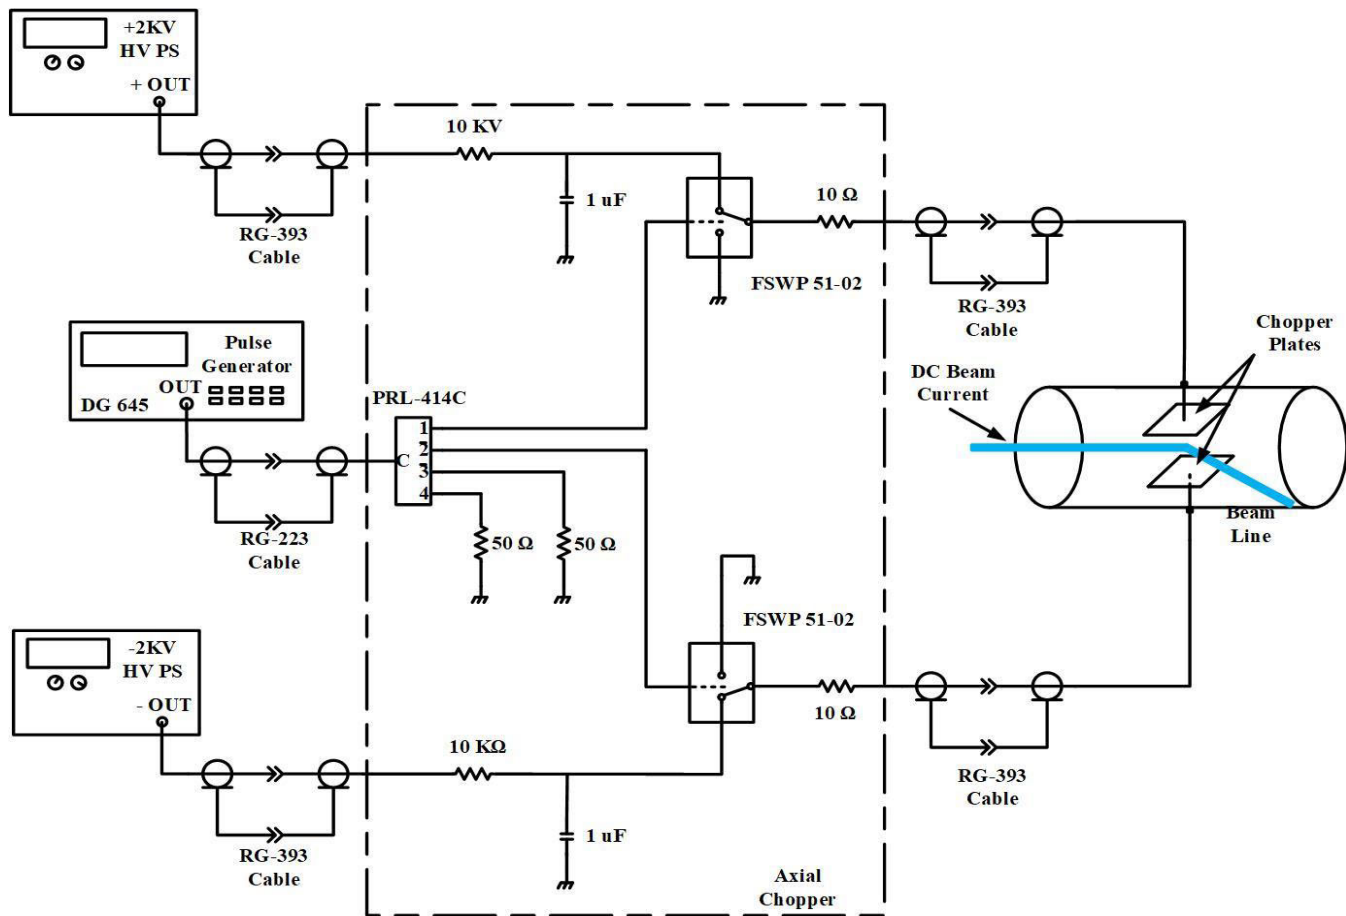 +2KV
HV PS
+ OUT
10 KV
1 uF
10 Ω
RG-393
Cable
FSWP 51-02
RG-393
Cable
Chopper
Plates
Pulse
Generator
OUT
DG 645
PRL-414C
DC Beam
Current
1
2
C
3
4
50 Ω
50 Ω
RG-223
Cable
Beam
Line
FSWP 51-02
-2KV
HV PS
- OUT
10 KΩ
10 Ω
1 uF
RG-393
Cable
RG-393
Cable
Axial
Chopper